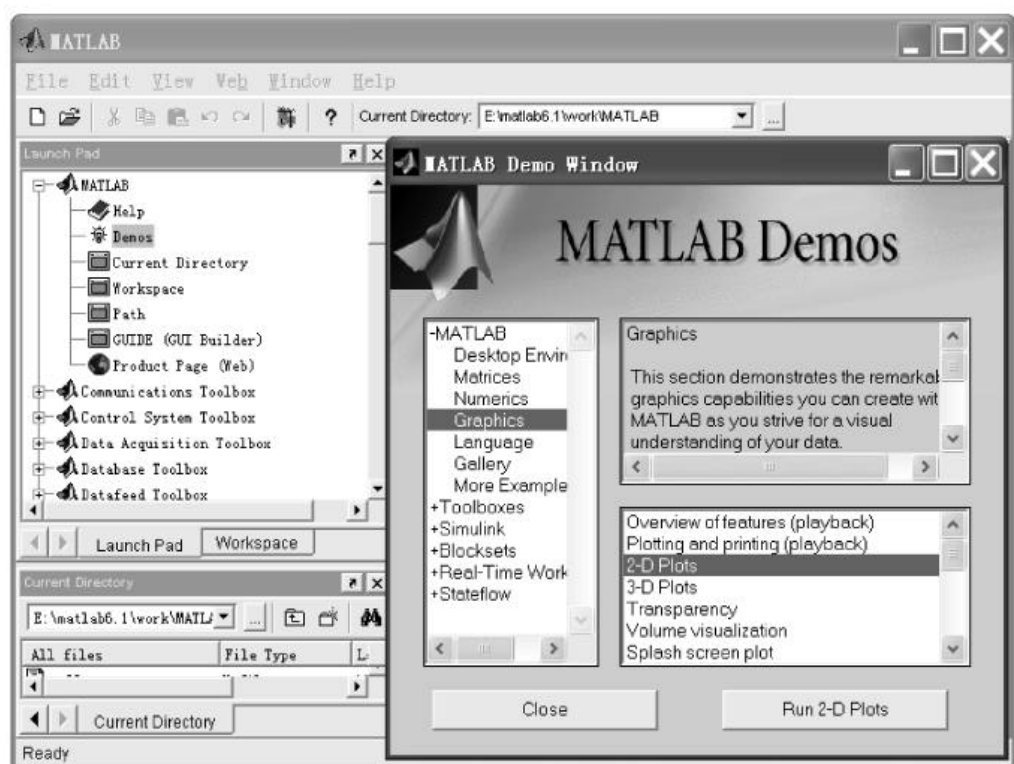 MATLAB
File Edit View Web Window Help
? Current Directory: E:\matlab6.1\work\MATLAB ...
Launch Pad
MATLAB
Help
Demos
Current Directory
Workspace
Path
GUIDE (GUI Builder)
Product Page (Web)
Communications Toolbox
Control System Toolbox
Data Acquisition Toolbox
Database Toolbox
Datafeed Toolbox
Launch Pad Workspace
Current Directory
E:\matlab6.1\work\MATL ...
All files File Type L
Current Directory
Ready
MATLAB Demo Window
MATLAB Demos
-MATLAB
Desktop Envir
Matrices
Numerics
Graphics
Language
Gallery
More Example
+Toolboxes
+Simulink
+Blocksets
+Real-Time Work
+Stateflow
Graphics
This section demonstrates the remarkal
graphics capabilities you can create wit
MATLAB as you strive for a visual
understanding of your data.
Overview of features (playback)
Plotting and printing (playback)
2-D Plots
3-D Plots
Transparency
Volume visualization
Splash screen plot
Close Run 2-D Plots